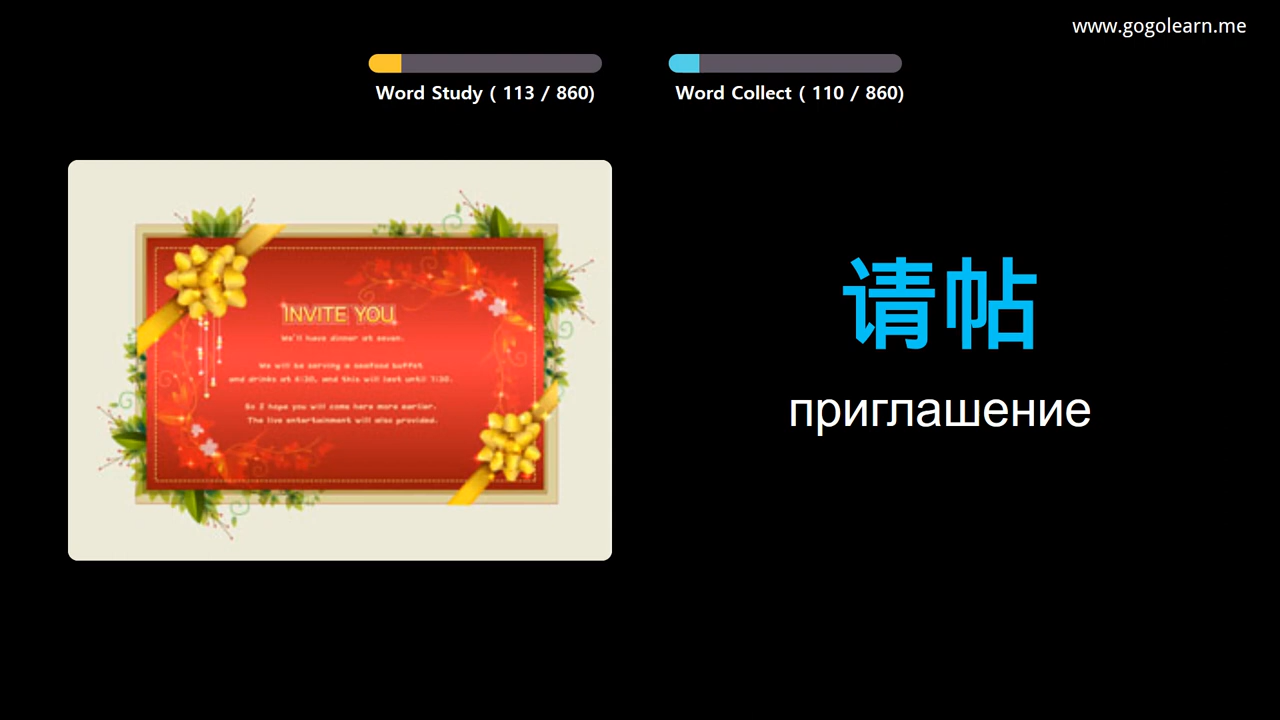 www.gogolearn.me
Word Study ( 113 / 860)
Word Collect ( 110 / 860)
INVITE YOU
We'll have dinner at seven.
We will be serving a seafood buffet
and drinks at 6:30, and this will last until 1:30.
So I hope you will come here more earlier.
The live entertainment will also provided.
请帖
приглашение